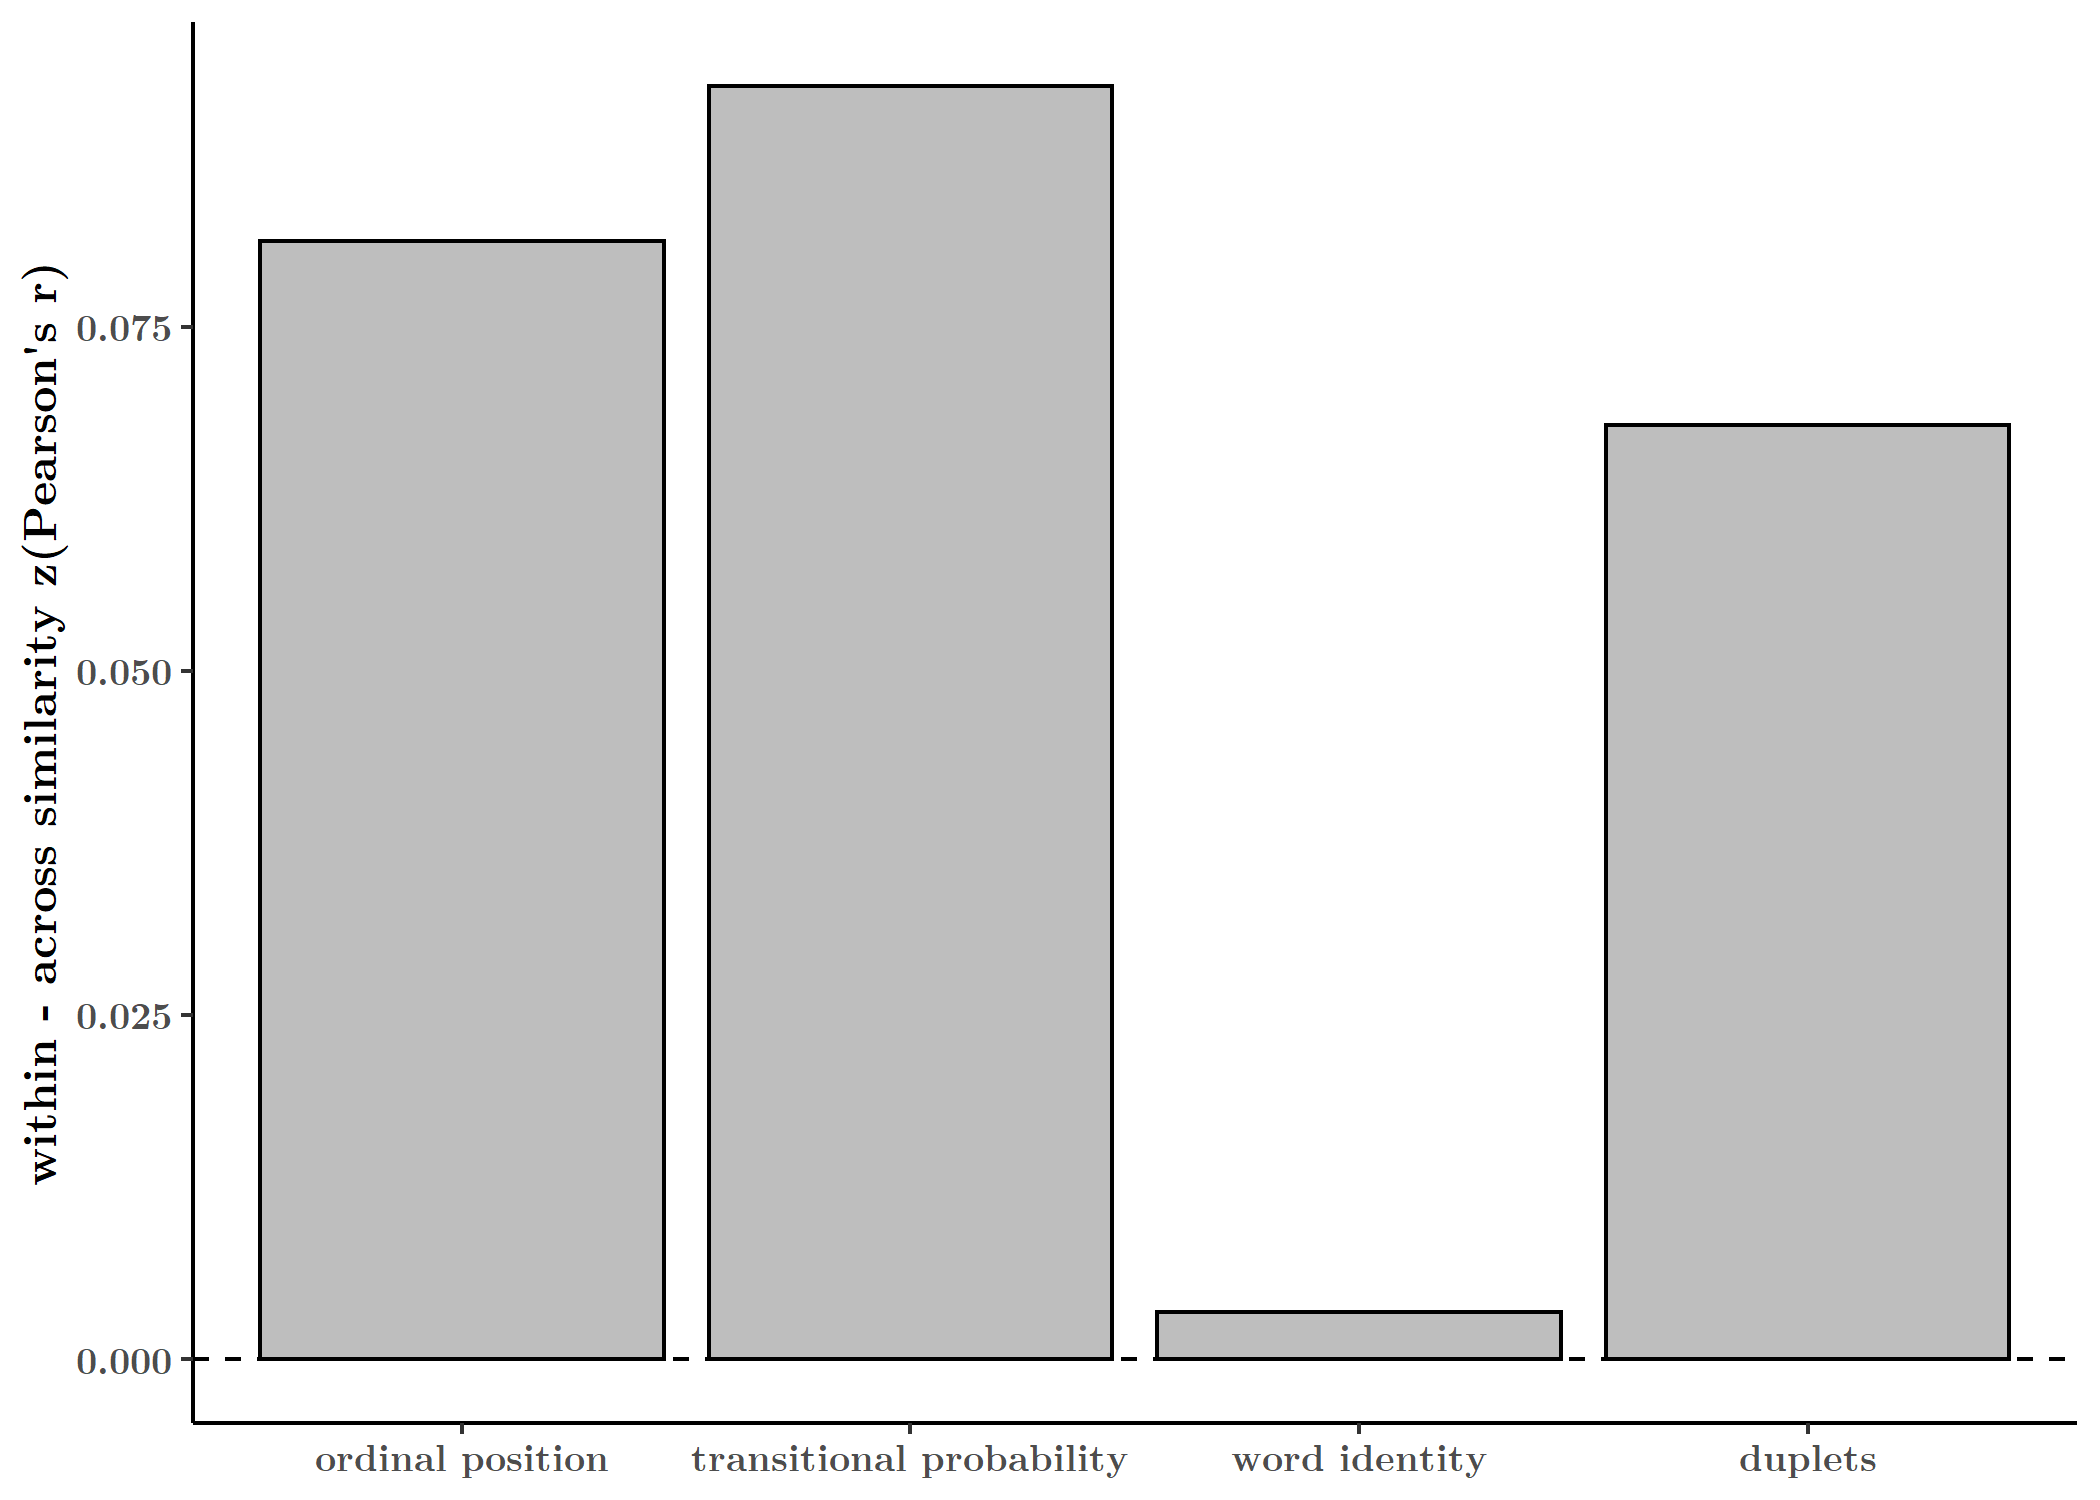 within - across similarity z(Pearson's r)
0.075
0.050
0.025
0.000
ordinal position
transitional probability
word identity
duplets